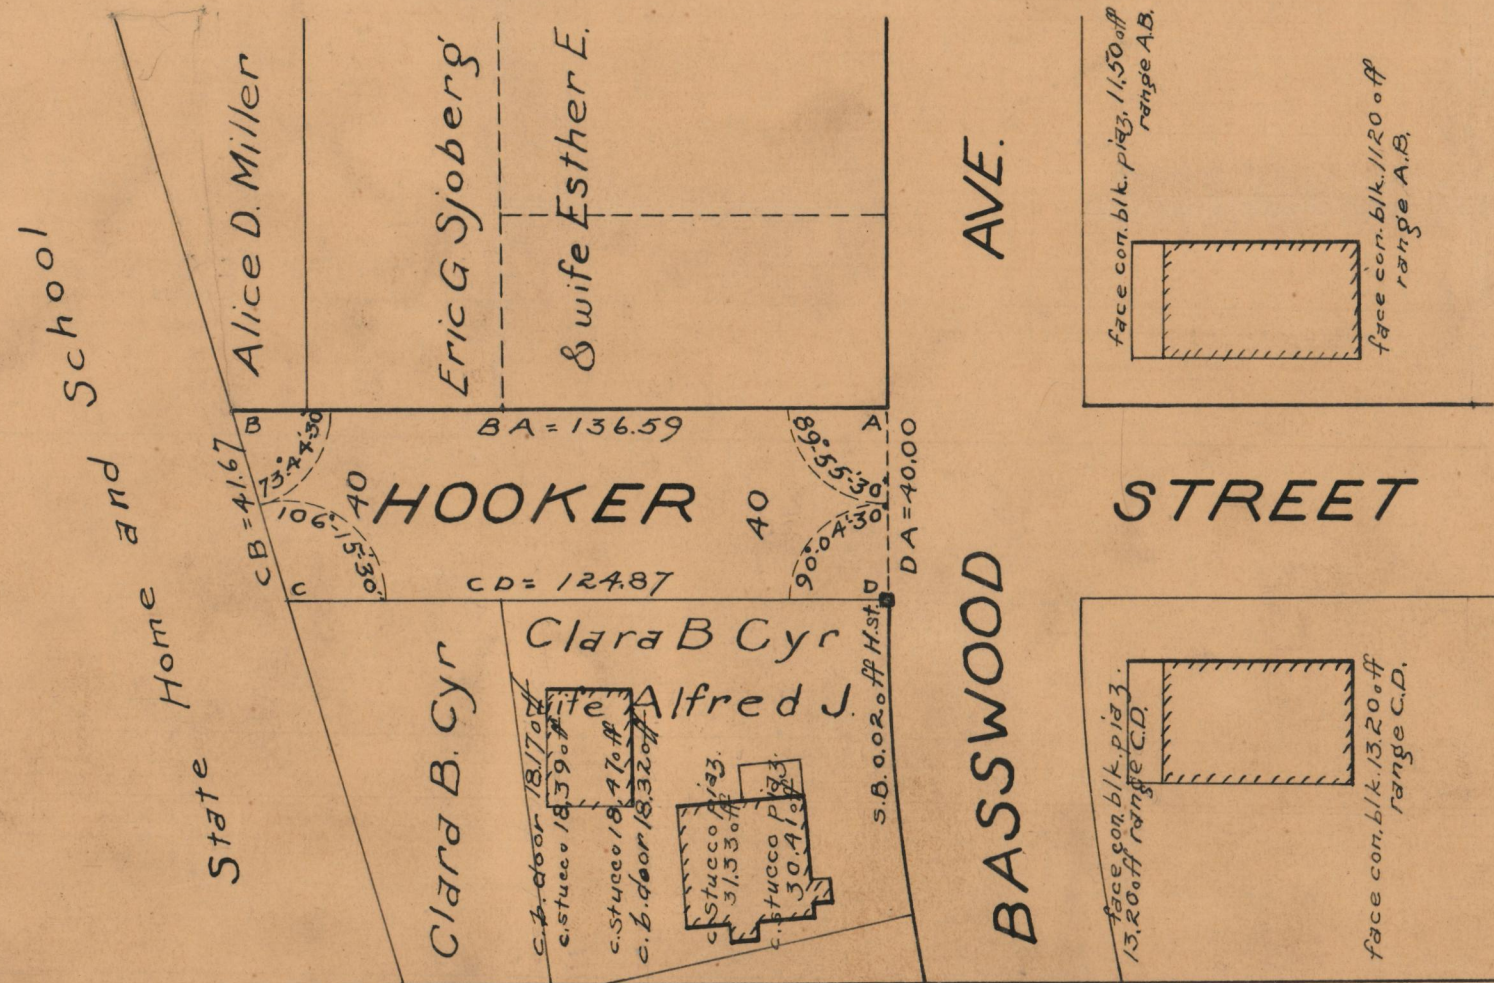 State Home and School
Alice D. Miller
Eric G Sjoberg
& wife Esther E.
AVE.
face con.blk. piaz. 11.50 off
range A.B.
face con.blk. 11.20 off
range A.B.
B
BA = 136.59
A
73°-44'-30"
89°-55'-30"
CB = 41.67
40
HOOKER
40
DA = 40.00
STREET
106°-15'-30"
90°-04'-30"
C
CD = 124.87
D
Clara B. Cyr
Clara B Cyr
Alfred J.
S.B. 0.02 off H.st.
BASSWOOD
c.b.door 18.17 off
c.stucco 18.39 off
c.stucco 18.47 off
c.b.door 18.32 off
c.stucco piaz.
31.33 off
c.stucco piaz.
30.41 off
face con.blk.piaz.
13.20 off range C.D.
face con.blk. 13.20 off
range C.D.